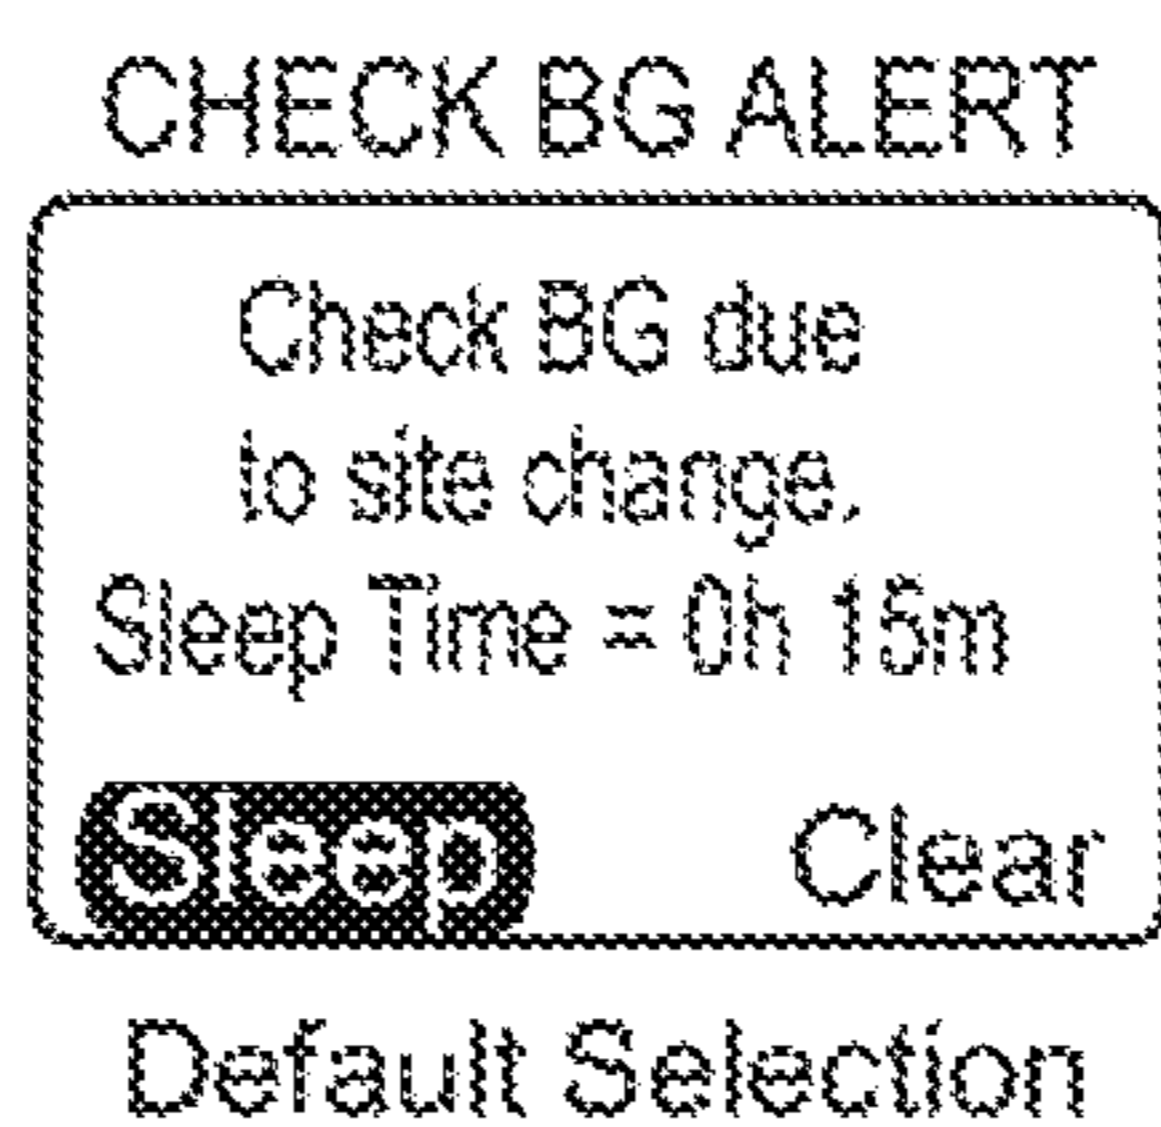 CHECK BG ALERT
Check BG due
to site change.
Sleep Time = 0h 15m
Sleep Clear
Default Selection